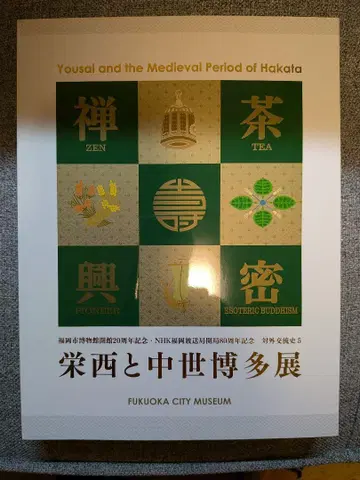 Yousai and the Medieval Period of Hakata
禅 茶
ZEN TEA
壽
興 密
PIONEER ESOTERIC BUDDHISM
福岡市博物館開館20周年記念・NHK福岡放送局開局80周年記念 対外交流史5
栄西と中世博多展
FUKUOKA CITY MUSEUM